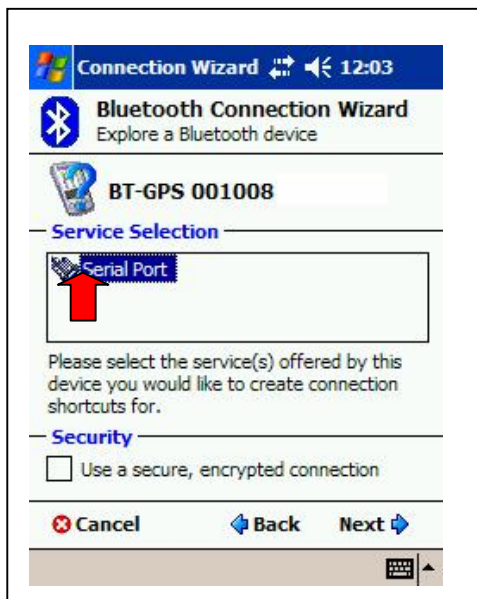 Connection Wizard 12:03
Bluetooth Connection Wizard
Explore a Bluetooth device
BT-GPS 001008
Service Selection
Serial Port
Please select the service(s) offered by this
device you would like to create connection
shortcuts for.
Security
Use a secure, encrypted connection
Cancel Back Next